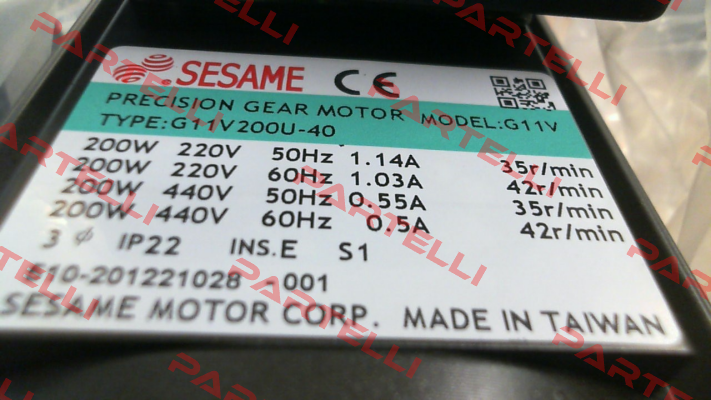 SESAME CE
PRECISION GEAR MOTOR MODEL:G11V
TYPE:G11V200U-40
200W 220V 50Hz 1.14A 35r/min
200W 220V 60Hz 1.03A 42r/min
200W 440V 50Hz 0.55A 35r/min
200W 440V 60Hz 0.5A 42r/min
3 ϕ IP22 INS.E S1
E10-201221028 -001
SESAME MOTOR CORP. MADE IN TAIWAN
PARTELLI
PARTELLI
PARTELLI
PARTELLI
PARTELLI
PARTELLI
PARTELLI